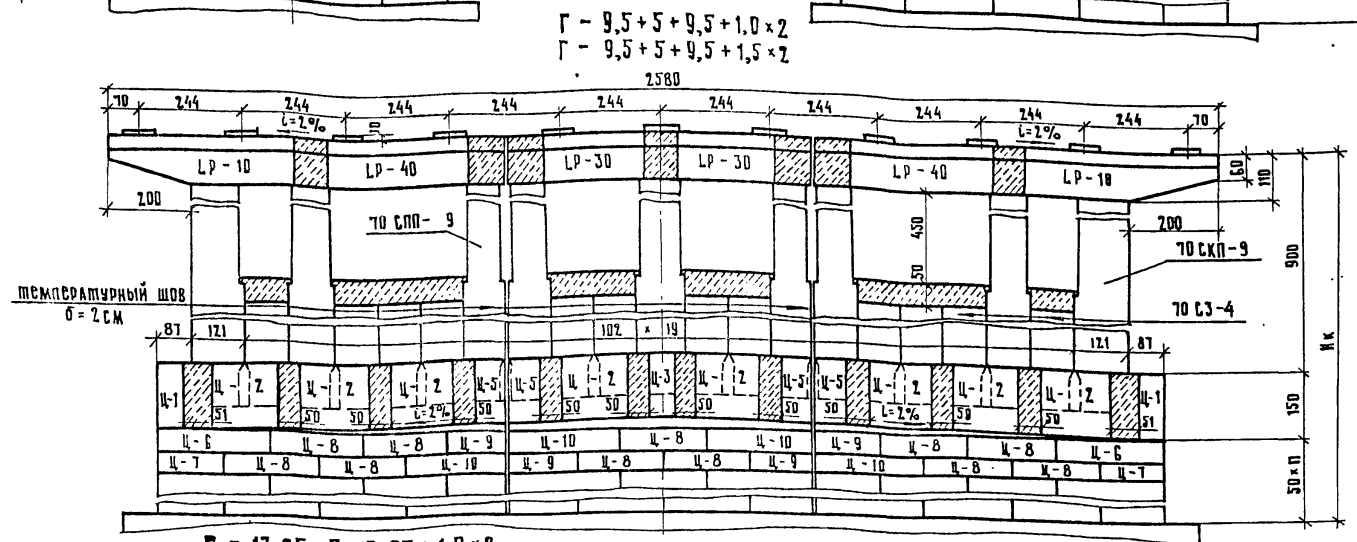 Г - 9,5 + 5 + 9,5 + 1,0 × 2
Г - 9,5 + 5 + 9,5 + 1,5 × 2
2580
70 244 244 244 244 244 244 244 244 244 244 70
i=2% 10 i=2%
LP-10 LP-40 LP-30 LP-30 LP-40 LP-10
60 110
200 200
70 СПП-9 450 50 70 СКП-9
900
температурный шов
δ = 2 см
70 СЗ-4
87 121 102 × 19 121 87
Нк
Ц-1 Ц-2 Ц-2 Ц-2 Ц-5 Ц-5 Ц-2 Ц-3 Ц-2 Ц-5 Ц-5 Ц-2 Ц-2 Ц-2 Ц-1
51 50 50 i=2% 50 50 50 50 50 i=2% 50 50 51
150
Ц-6 Ц-8 Ц-8 Ц-9 Ц-10 Ц-8 Ц-10 Ц-9 Ц-8 Ц-8 Ц-6
Ц-7 Ц-8 Ц-8 Ц-10 Ц-9 Ц-8 Ц-8 Ц-9 Ц-10 Ц-8 Ц-8 Ц-7
50×п